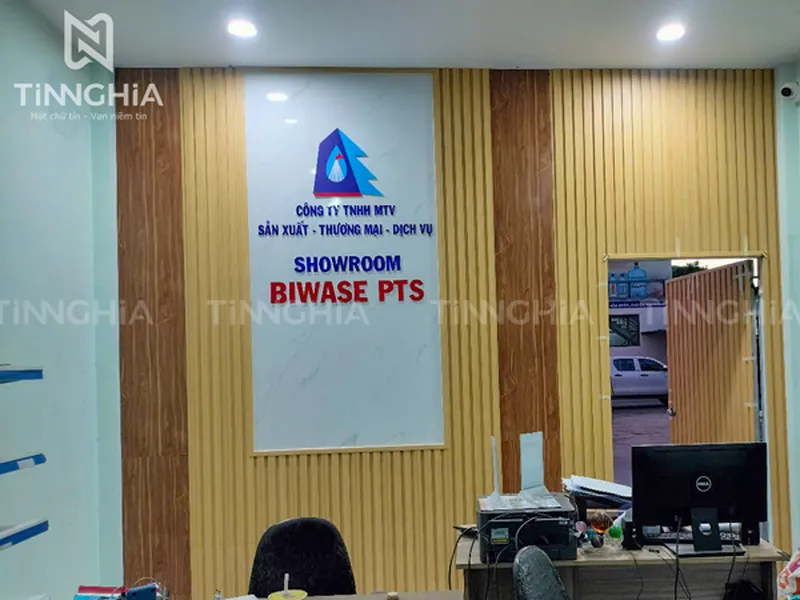 TiNNGHiA
Một chữ tín - Vạn niềm tin
CÔNG TY TNHH MTV
SẢN XUẤT - THƯƠNG MẠI - DỊCH VỤ
SHOWROOM
BIWASE PTS
TiNNGHiA TiNNGHiA TiNNGHiA TiNNGHiA
DELL